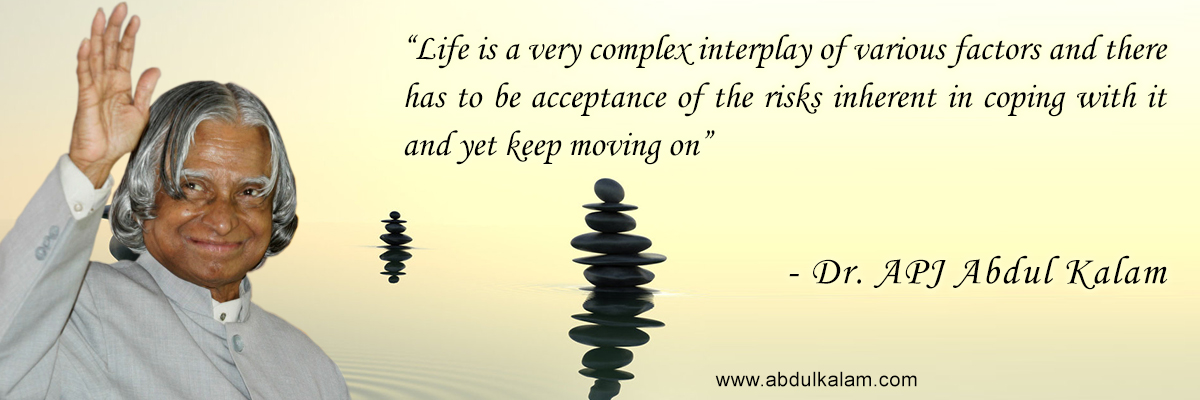 “Life is a very complex interplay of various factors and there
has to be acceptance of the risks inherent in coping with it
and yet keep moving on”
- Dr. APJ Abdul Kalam
www.abdulkalam.com